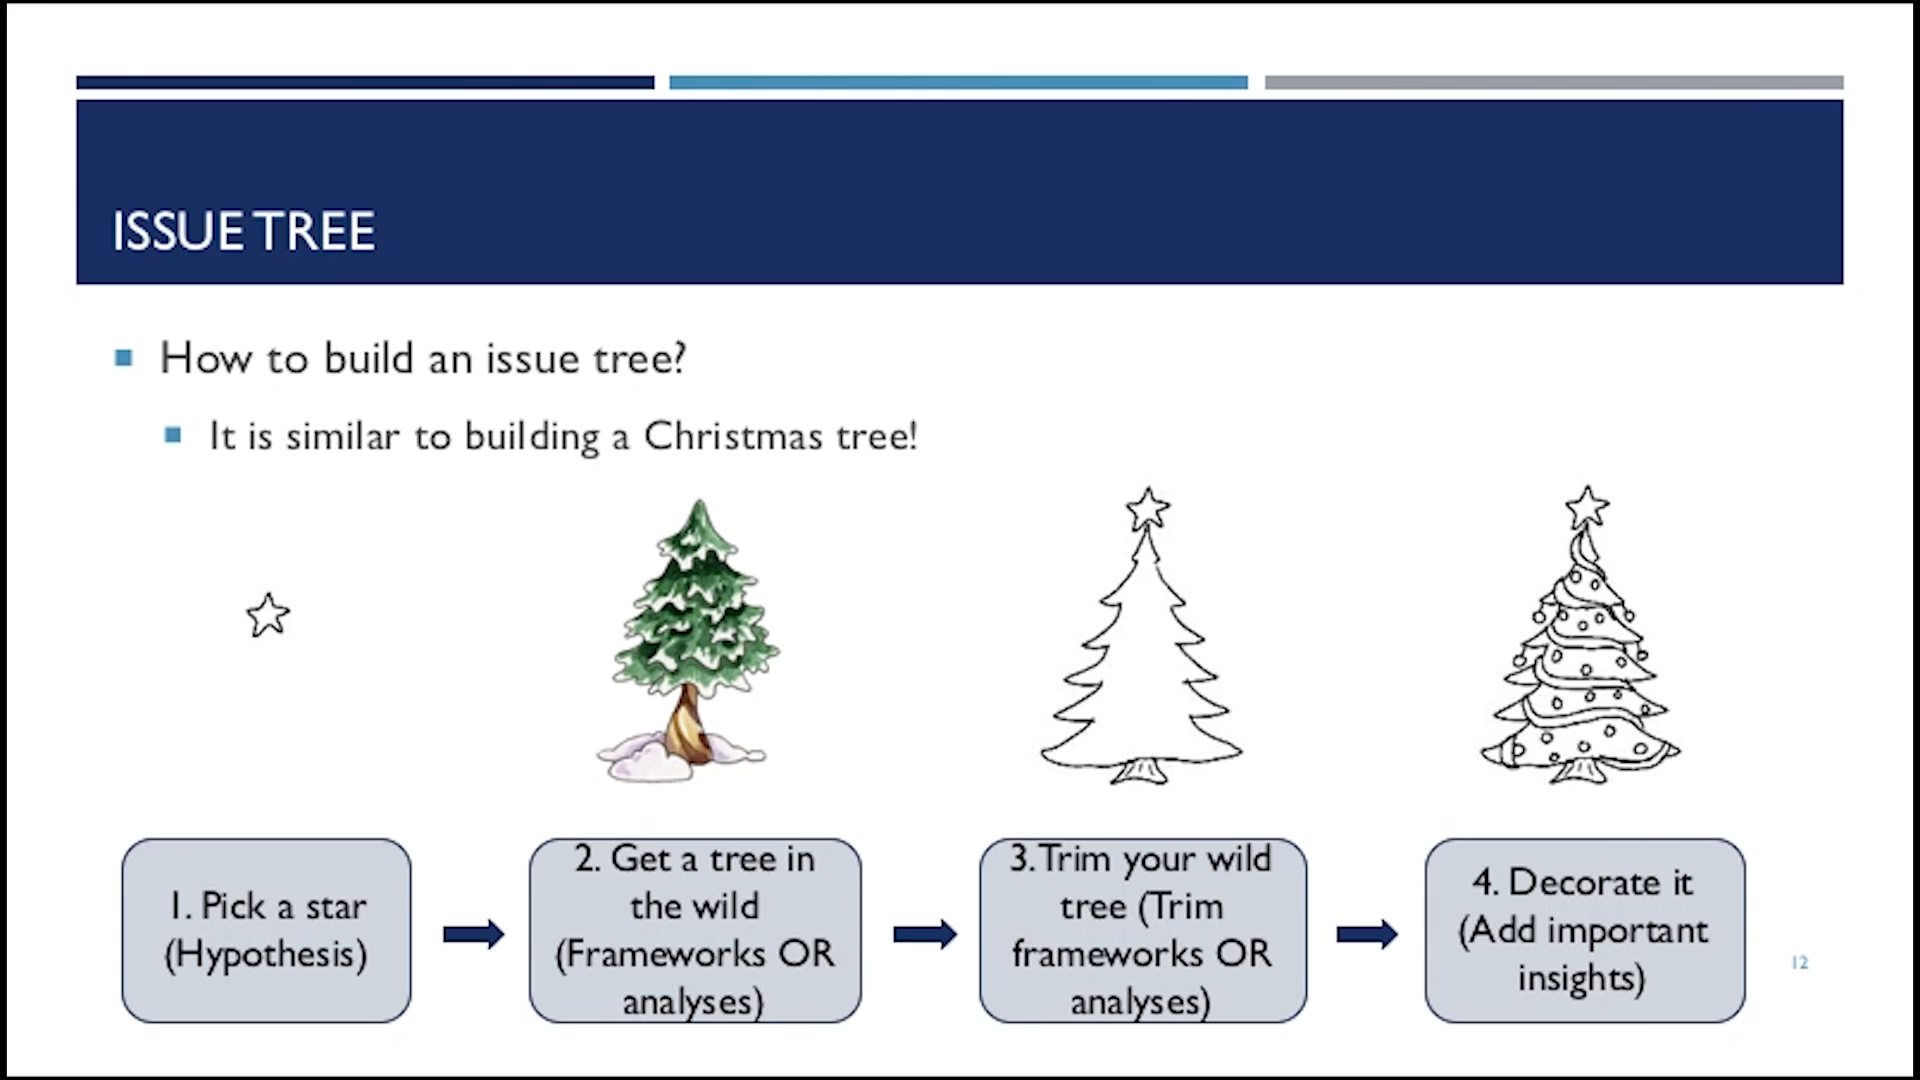 ISSUE TREE
How to build an issue tree?
It is similar to building a Christmas tree!
1. Pick a star
(Hypothesis)
2. Get a tree in
the wild
(Frameworks OR
analyses)
3. Trim your wild
tree (Trim
frameworks OR
analyses)
4. Decorate it
(Add important
insights)
12